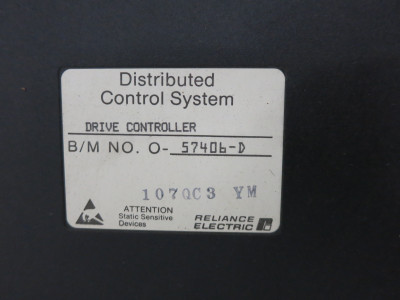 Distributed
Control System
DRIVE CONTROLLER
B/M NO. O- 57406-D
107QC3 YM
ATTENTION
Static Sensitive
Devices
RELIANCE
ELECTRIC